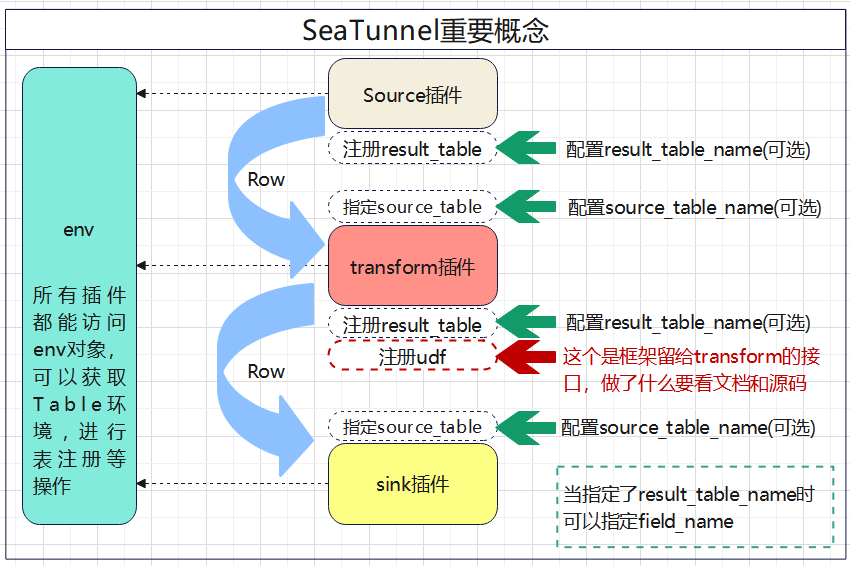 SeaTunnel重要概念
env
所有插件
都能访问
env对象，
可以获取
Table环
境，进行
表注册等
操作
Source插件
注册result_table
配置result_table_name(可选)
Row
指定source_table
配置source_table_name(可选)
transform插件
注册result_table
配置result_table_name(可选)
注册udf
这个是框架留给transform的接
口，做了什么要看文档和源码
Row
指定source_table
配置source_table_name(可选)
sink插件
当指定了result_table_name时
可以指定field_name